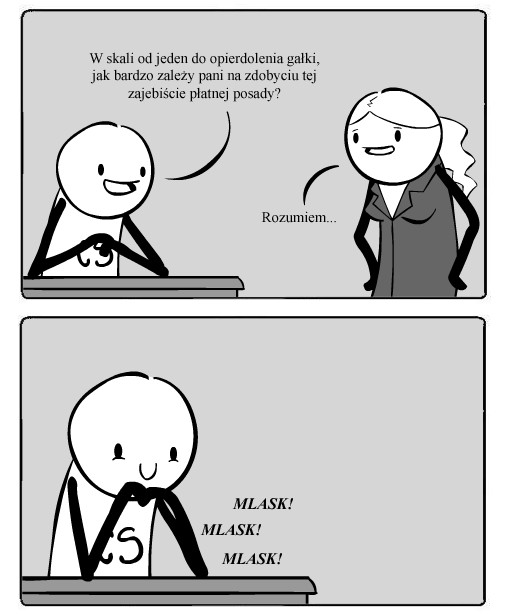 W skali od jeden do opierdolenia gałki,
jak bardzo zależy pani na zdobyciu tej
zajebiście płatnej posady?
Rozumiem...
CS
MLASK!
MLASK!
CS
MLASK!